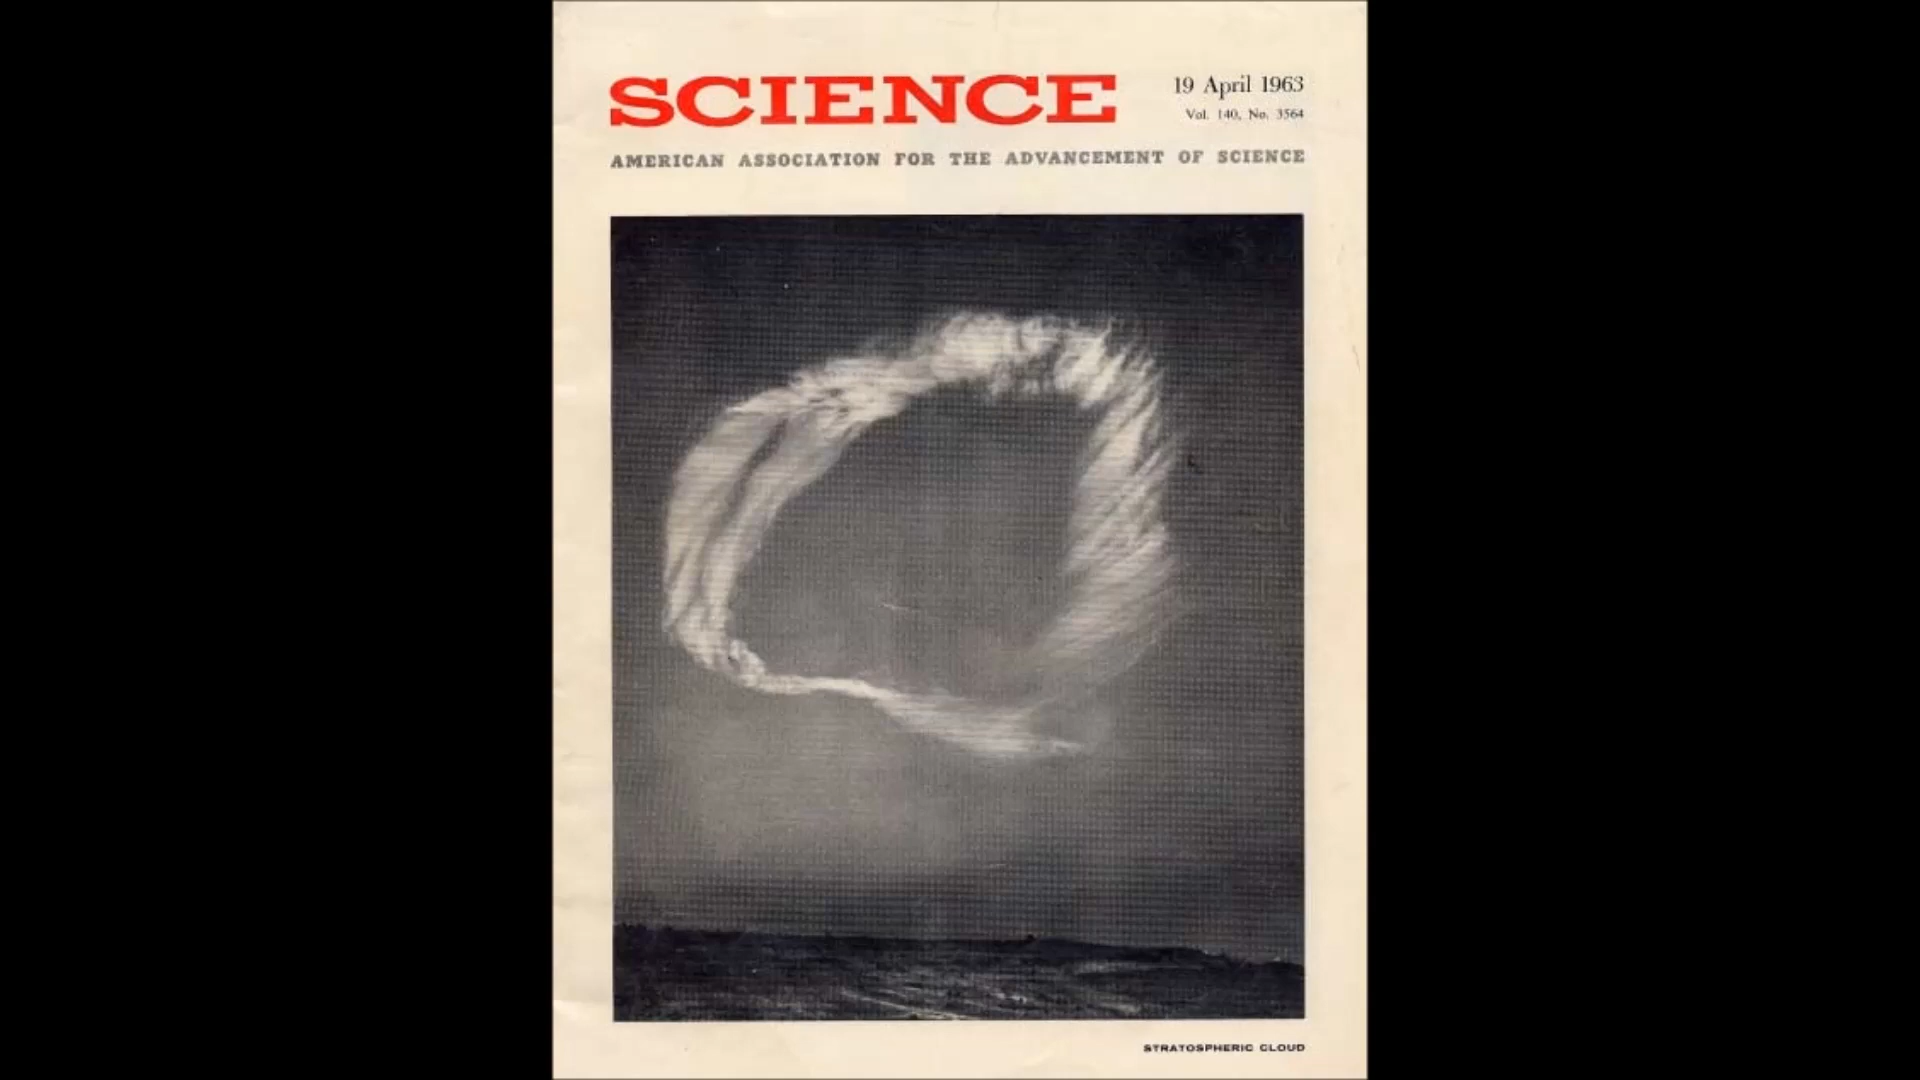 SCIENCE
19 April 1963
Vol. 140, No. 3564
AMERICAN ASSOCIATION FOR THE ADVANCEMENT OF SCIENCE
STRATOSPHERIC CLOUD